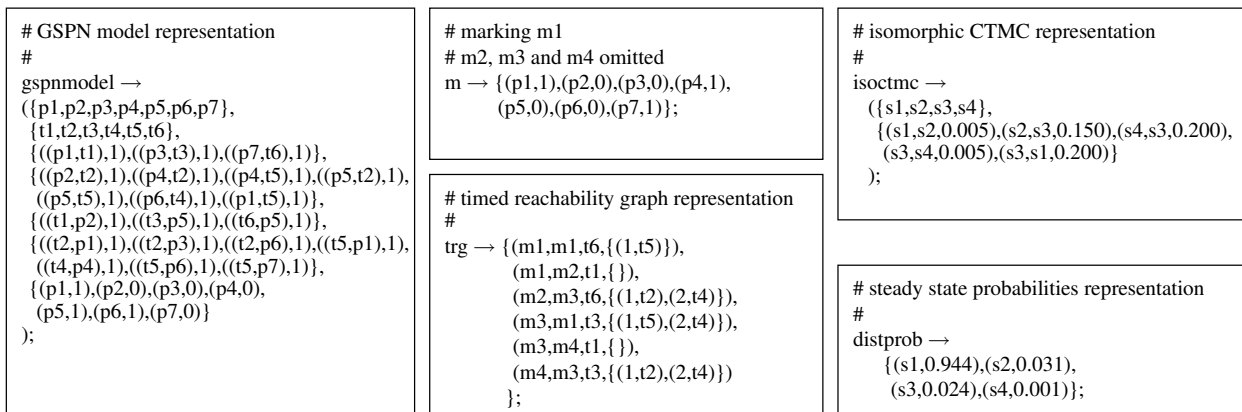 # GSPN model representation
#
gspnmodel →
({p1,p2,p3,p4,p5,p6,p7},
{t1,t2,t3,t4,t5,t6},
{((p1,t1),1),((p3,t3),1),((p7,t6),1)},
{((p2,t2),1),((p4,t2),1),((p4,t5),1),((p5,t2),1),
((p5,t5),1),((p6,t4),1),((p1,t5),1)},
{((t1,p2),1),((t3,p5),1),((t6,p5),1)},
{((t2,p1),1),((t2,p3),1),((t2,p6),1),((t5,p1),1),
((t4,p4),1),((t5,p6),1),((t5,p7),1)},
{(p1,1),(p2,0),(p3,0),(p4,0),
(p5,1),(p6,1),(p7,0)}
);
# marking m1
# m2, m3 and m4 omitted
m → {(p1,1),(p2,0),(p3,0),(p4,1),
(p5,0),(p6,0),(p7,1)};
# timed reachability graph representation
#
trg → {(m1,m1,t6,{(1,t5)}),
(m1,m2,t1,{}),
(m2,m3,t6,{(1,t2),(2,t4)}),
(m3,m1,t3,{(1,t5),(2,t4)}),
(m3,m4,t1,{}),
(m4,m3,t3,{(1,t2),(2,t4)})
};
# isomorphic CTMC representation
#
isoctmc →
({s1,s2,s3,s4},
{(s1,s2,0.005),(s2,s3,0.150),(s4,s3,0.200),
(s3,s4,0.005),(s3,s1,0.200)}
);
# steady state probabilities representation
#
distprob →
{(s1,0.944),(s2,0.031),
(s3,0.024),(s4,0.001)};